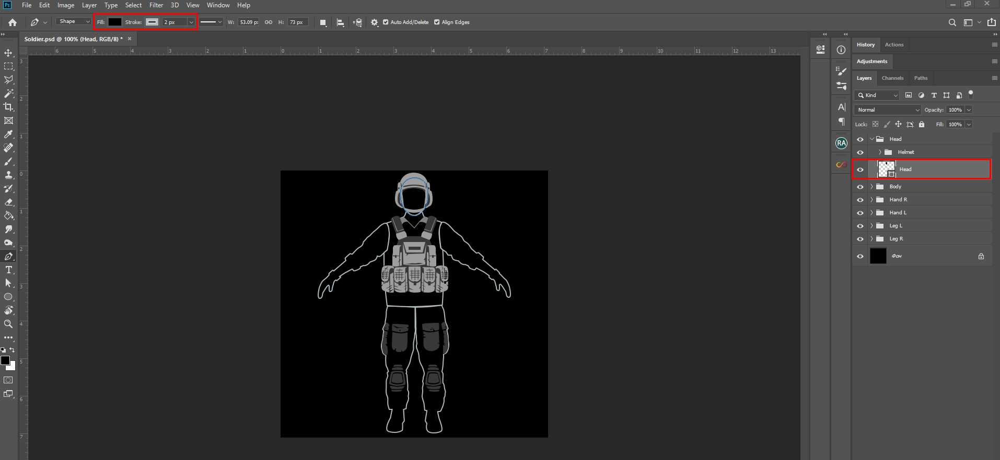 Ps File Edit Image Layer Type Select Filter 3D View Window Help
Shape Fill: Stroke: 2 px W: 53.09 p H: 73 px Auto Add/Delete Align Edges
Soldier.psd @ 100% (Head, RGB/8) * ×
6 5 4 3 2 1 0 1 2 3 4 5 6 7 8 9 10 11 12 13
3
2
1
0
1
2
3
4
5
6
7
A
RA
History Actions
Adjustments
Layers Channels Paths
Kind
Normal Opacity: 100%
Lock: Fill: 100%
Head
Helmet
Head
Body
Hand R
Hand L
Leg L
Leg R
Фон